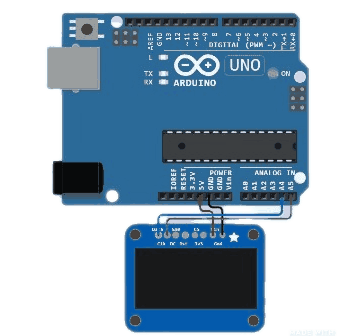 AREF
GND
13
12
~11
~10
~9
8
7
~6
~5
4
~3
2
TX→1
RX←0
DIGITAL (PWM ~)
L
TX
RX
UNO
ON
ARDUINO
IOREF
RESET
3.3V
5V
GND
GND
Vin
POWER
ANALOG IN
A0
A1
A2
A3
A4
A5
Clk
DC
Rst
3v3
Gnd